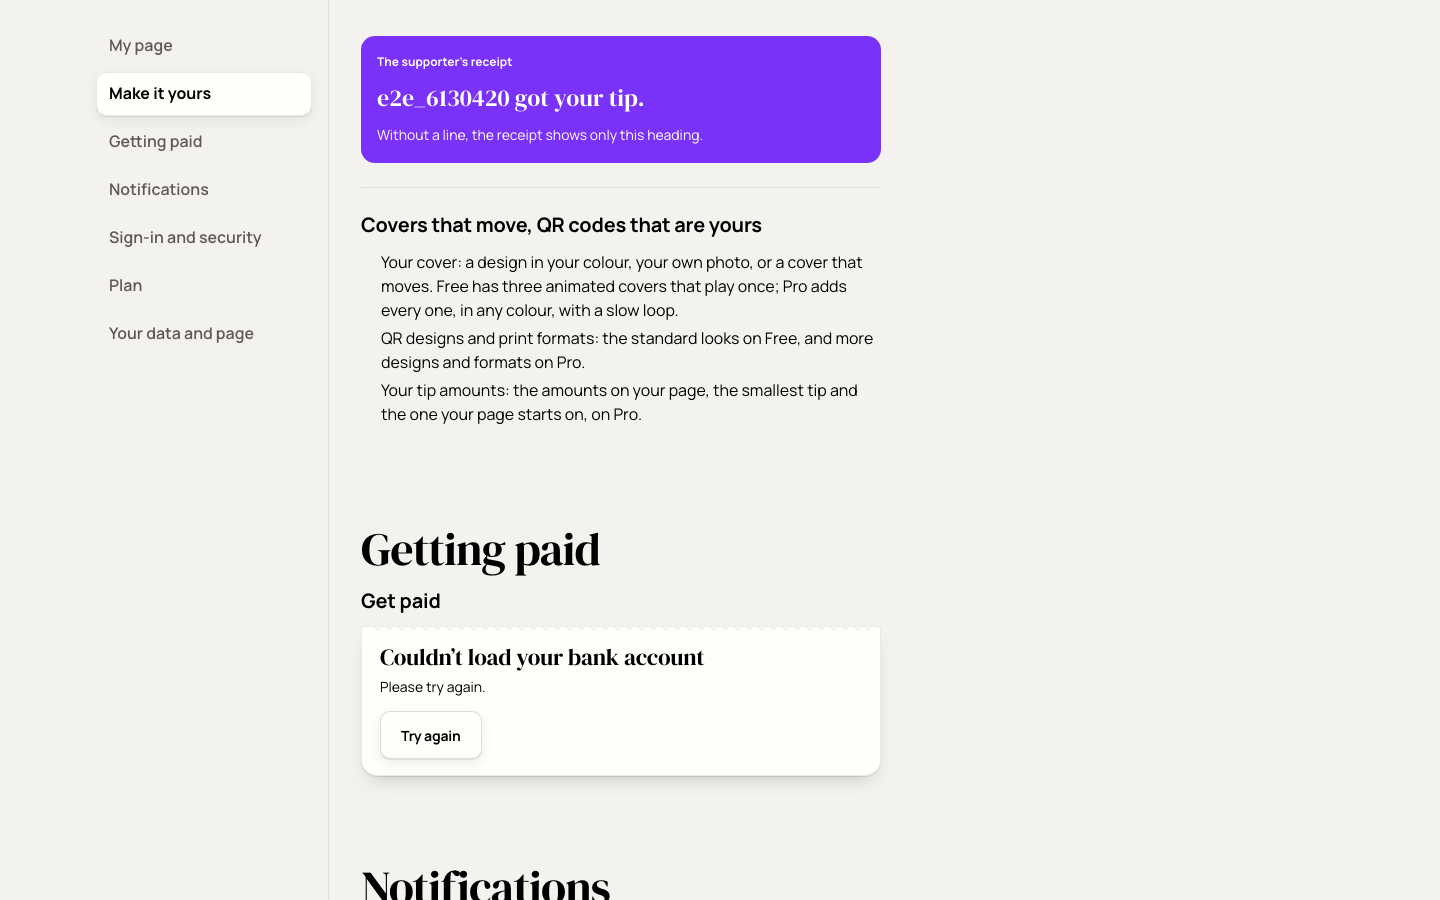 My page
Make it yours
Getting paid
Notifications
Sign-in and security
Plan
Your data and page
The supporter's receipt
e2e_6130420 got your tip.
Without a line, the receipt shows only this heading.
Covers that move, QR codes that are yours
Your cover: a design in your colour, your own photo, or a cover that
moves. Free has three animated covers that play once; Pro adds
every one, in any colour, with a slow loop.
QR designs and print formats: the standard looks on Free, and more
designs and formats on Pro.
Your tip amounts: the amounts on your page, the smallest tip and
the one your page starts on, on Pro.
Getting paid
Get paid
Couldn’t load your bank account
Please try again.
Try again
Notifications